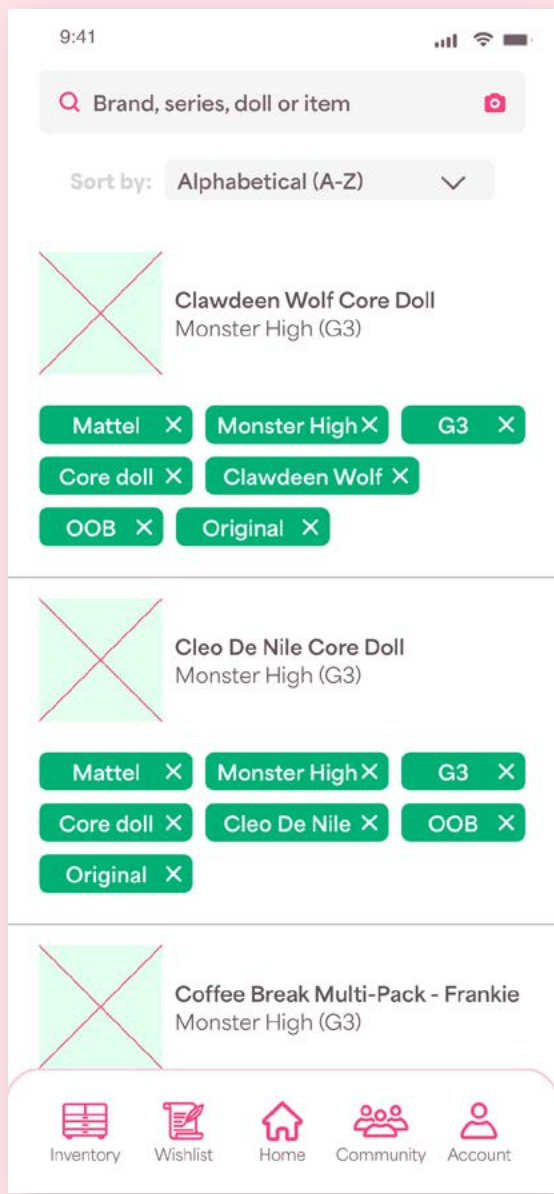 9:41
Brand, series, doll or item
Sort by: Alphabetical (A-Z)
Clawdeen Wolf Core Doll
Monster High (G3)
Mattel Monster High G3
Core doll Clawdeen Wolf
OOB Original
Cleo De Nile Core Doll
Monster High (G3)
Mattel Monster High G3
Core doll Cleo De Nile OOB
Original
Coffee Break Multi-Pack - Frankie
Monster High (G3)
Inventory Wishlist Home Community Account